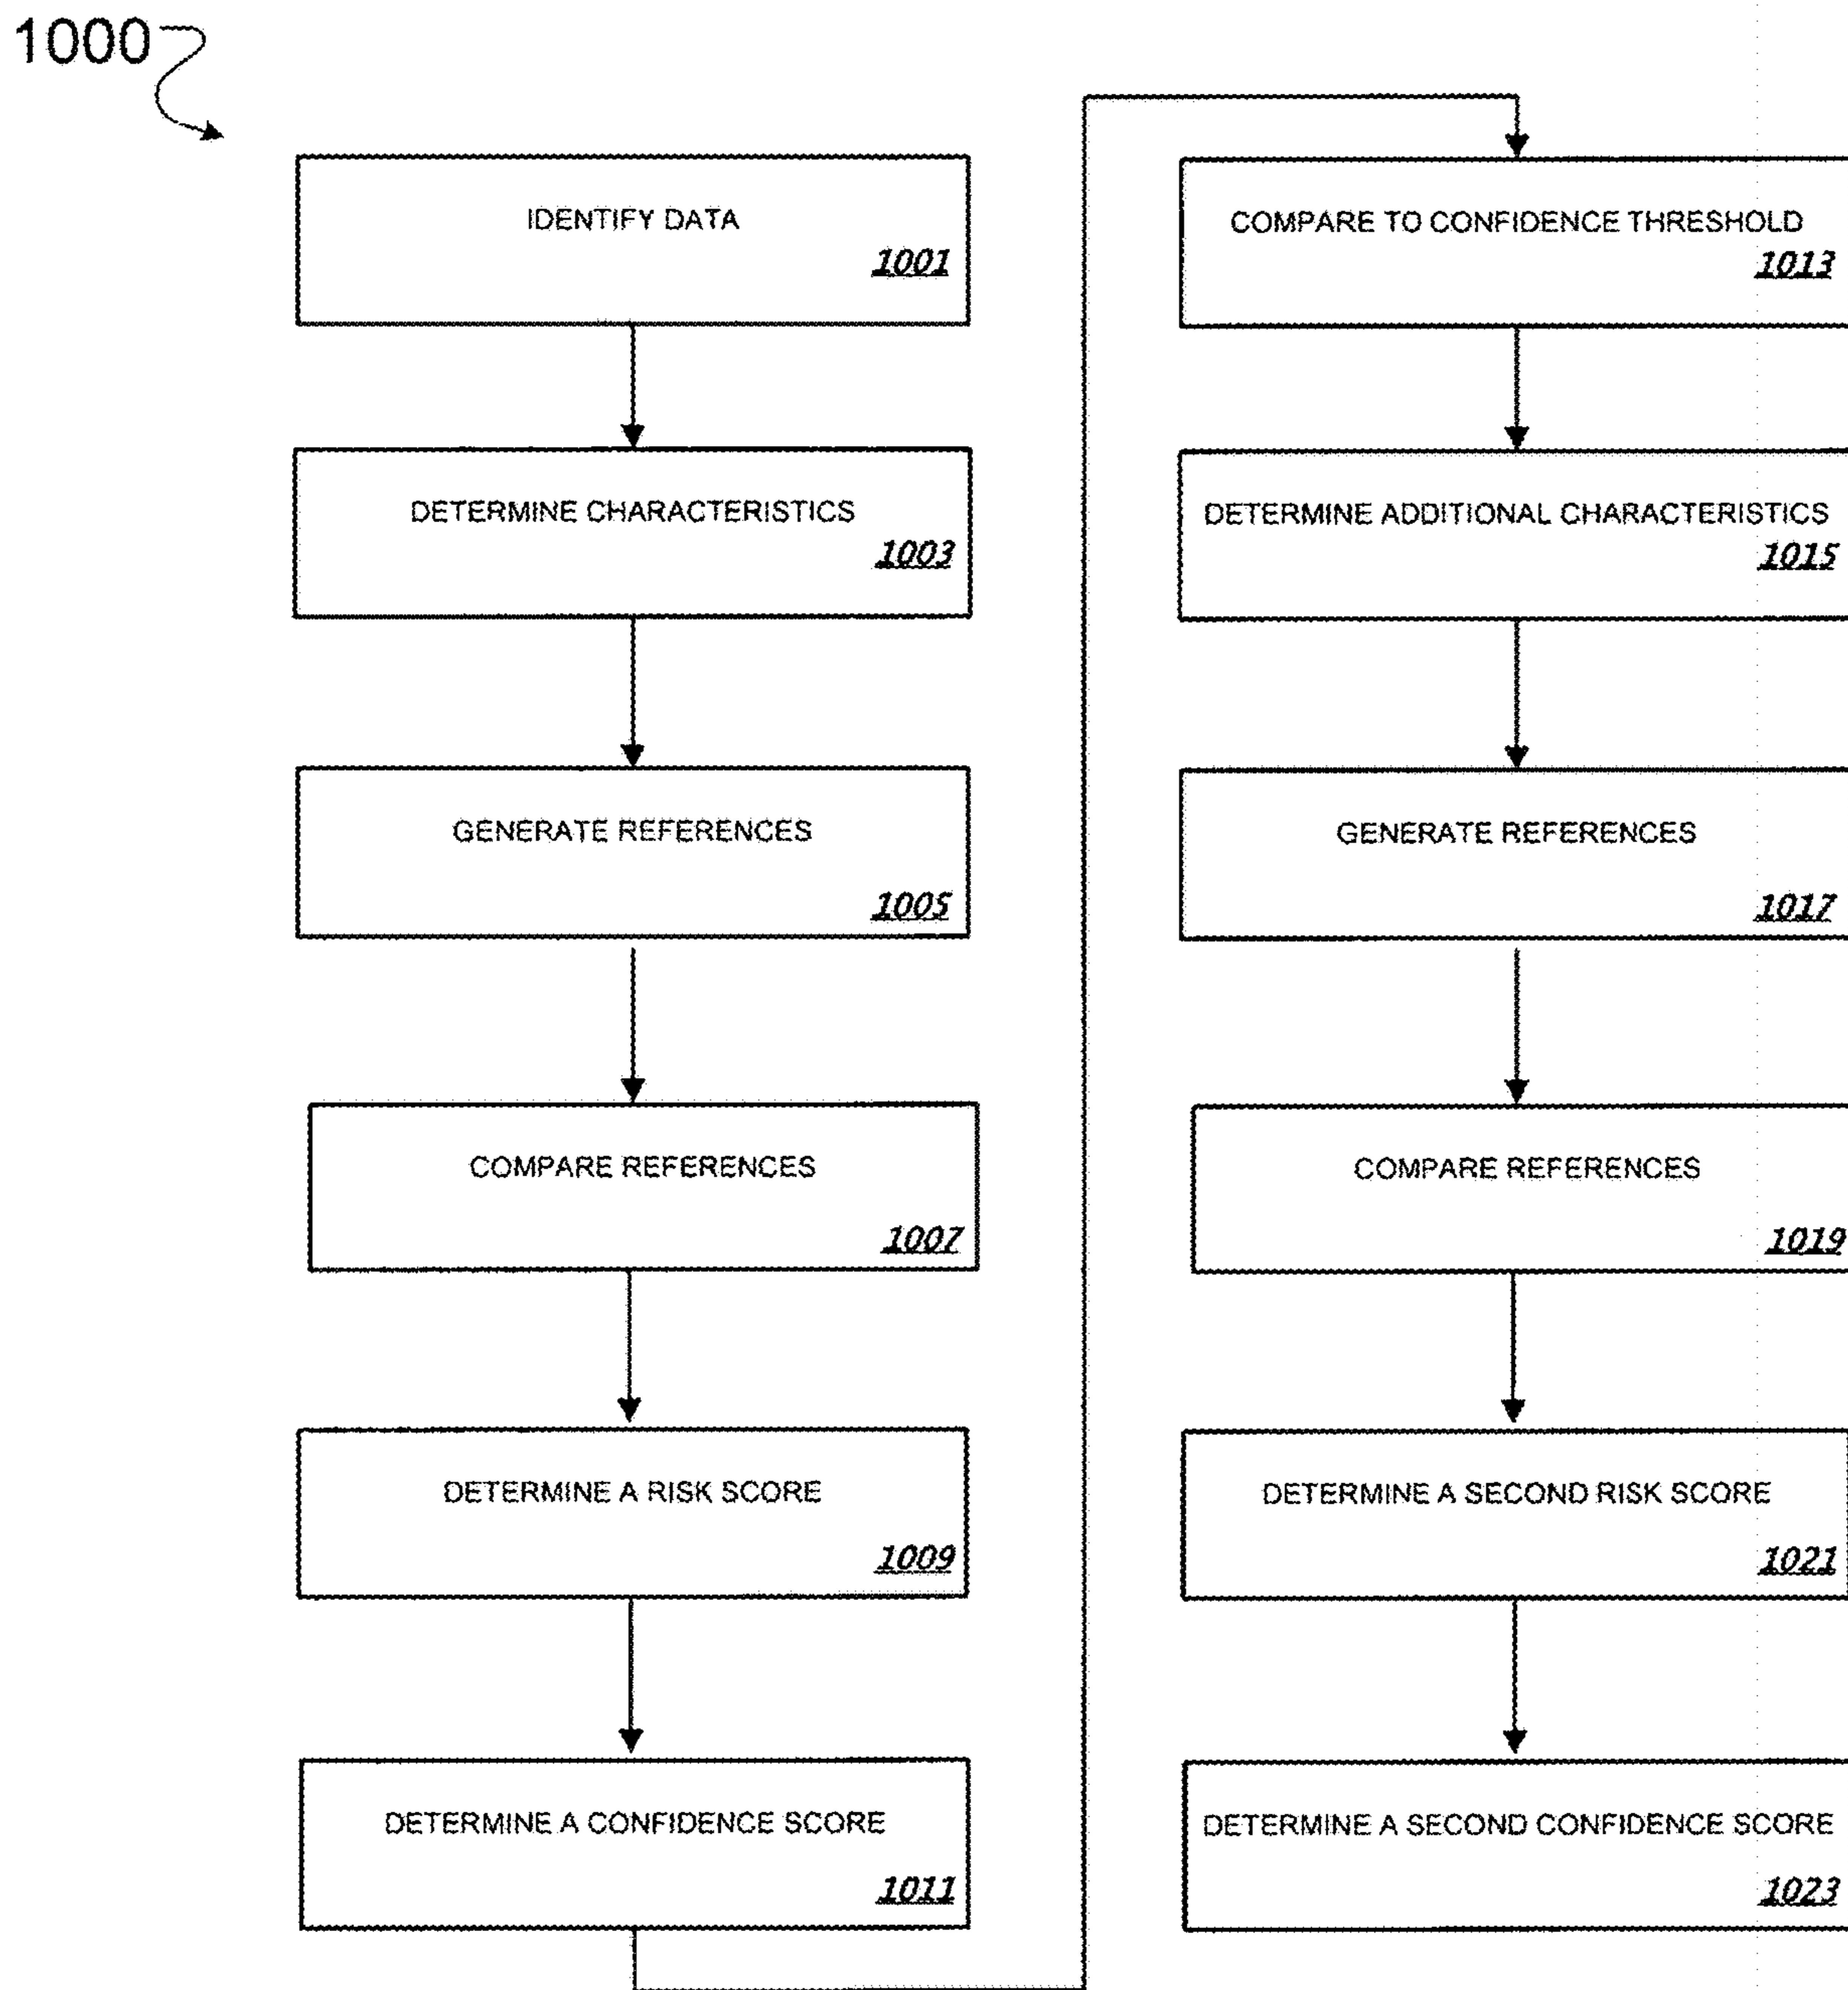 1000
IDENTIFY DATA
1001
DETERMINE CHARACTERISTICS
1003
GENERATE REFERENCES
1005
COMPARE REFERENCES
1007
DETERMINE A RISK SCORE
1009
DETERMINE A CONFIDENCE SCORE
1011
COMPARE TO CONFIDENCE THRESHOLD
1013
DETERMINE ADDITIONAL CHARACTERISTICS
1015
GENERATE REFERENCES
1017
COMPARE REFERENCES
1019
DETERMINE A SECOND RISK SCORE
1021
DETERMINE A SECOND CONFIDENCE SCORE
1023